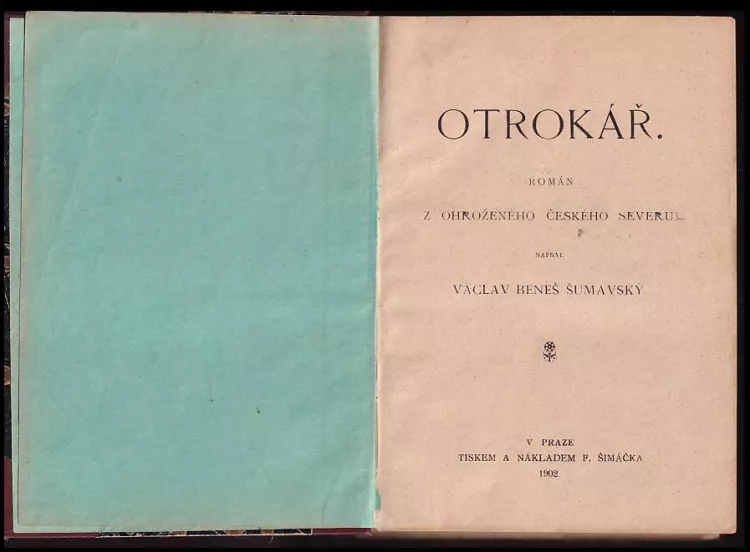 OTROKÁŘ.
ROMÁN
Z OHROŽENÉHO ČESKÉHO SEVERU.
NAPSAL
VÁCLAV BENEŠ ŠUMAVSKÝ.
V PRAZE
TISKEM A NÁKLADEM F. ŠIMÁČKA
1902